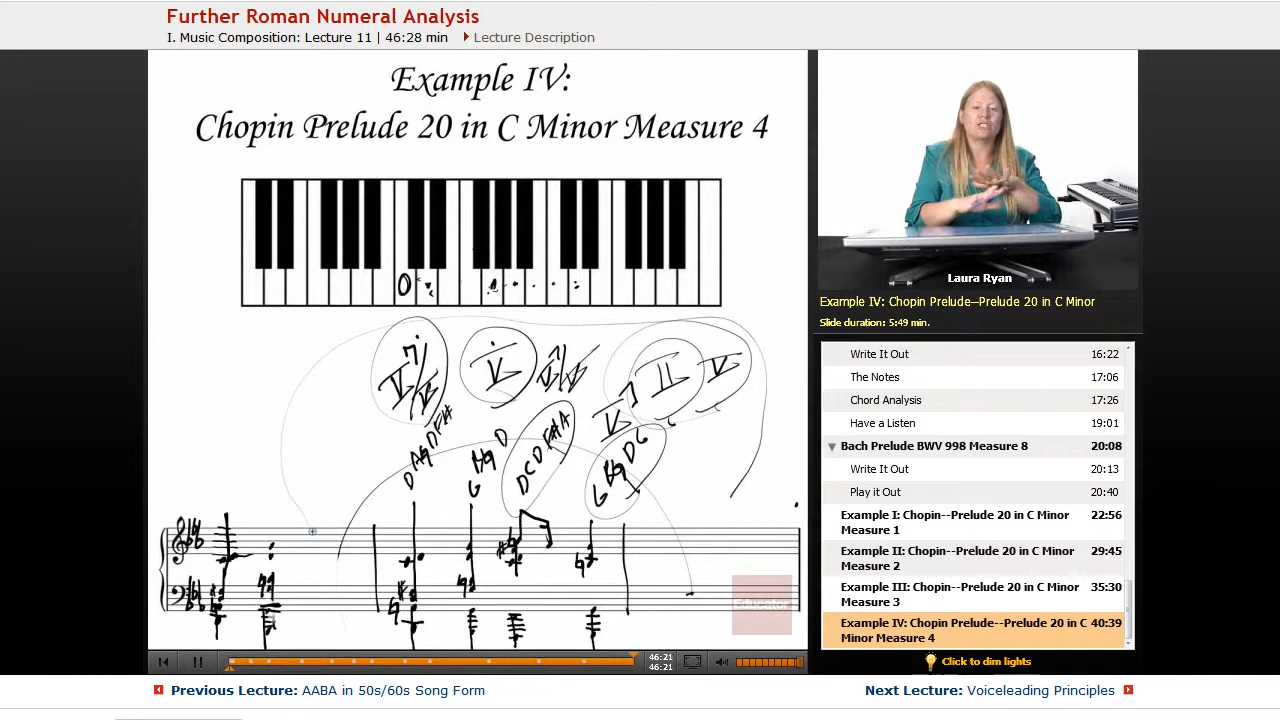 Further Roman Numeral Analysis
I. Music Composition: Lecture 11 | 46:28 min Lecture Description
Example IV:
Chopin Prelude 20 in C Minor Measure 4
Laura Ryan
Example IV: Chopin Prelude--Prelude 20 in C Minor
Slide duration: 5:49 min.
Write It Out 16:22
The Notes 17:06
Chord Analysis 17:26
Have a Listen 19:01
Bach Prelude BWV 998 Measure 8 20:08
Write It Out 20:13
Play it Out 20:40
Example I: Chopin--Prelude 20 in C Minor 22:56
Measure 1
Example II: Chopin--Prelude 20 in C Minor 29:45
Measure 2
Example III: Chopin--Prelude 20 in C Minor 35:30
Measure 3
Example IV: Chopin Prelude--Prelude 20 in C 40:39
Minor Measure 4
V
II
V
D C D F# A
Educator
46:21
46:21
Click to dim lights
Previous Lecture: AABA in 50s/60s Song Form
Next Lecture: Voiceleading Principles